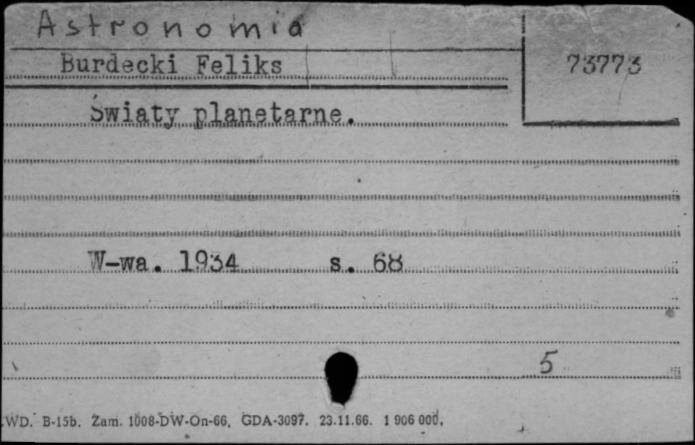 Astronomia
Burdecki Feliks
73773
Światy planetarne.
W-wa. 1934 s. 68
5
WD. B-15b. Zam. 1008-DW-On-66. GDA-3097. 23.11.66. 1 906 000.